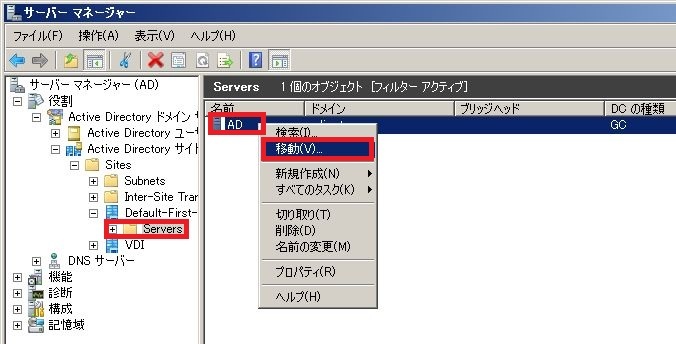 サーバー マネージャー
ファイル(F) 操作(A) 表示(V) ヘルプ(H)
サーバー マネージャー (AD)
役割
Active Directory ドメイン サ
Active Directory ユー
Active Directory サイト
Sites
Subnets
Inter-Site Tran
Default-First-
Servers
VDI
DNS サーバー
機能
診断
構成
記憶域
Servers 1 個のオブジェクト [フィルター アクティブ]
名前 ドメイン ブリッジヘッド DC の種類
AD GC
検索(I)...
移動(V)...
新規作成(N)
すべてのタスク(K)
切り取り(T)
削除(D)
名前の変更(M)
プロパティ(R)
ヘルプ(H)